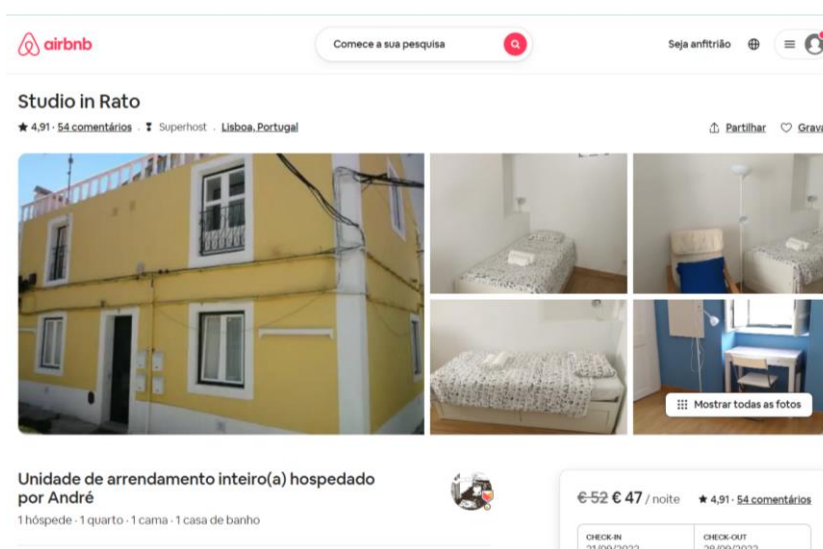 airbnb
Comece a sua pesquisa
Seja anfitrião
Studio in Rato
★ 4,91 · 54 comentários · Superhost · Lisboa, Portugal
Partilhar
Mostrar todas as fotos
Unidade de arrendamento inteiro(a) hospedado
por André
1 hóspede · 1 quarto · 1 cama · 1 casa de banho
€ 52 € 47 / noite
★ 4,91 · 54 comentários
CHECK-IN
CHECK-OUT